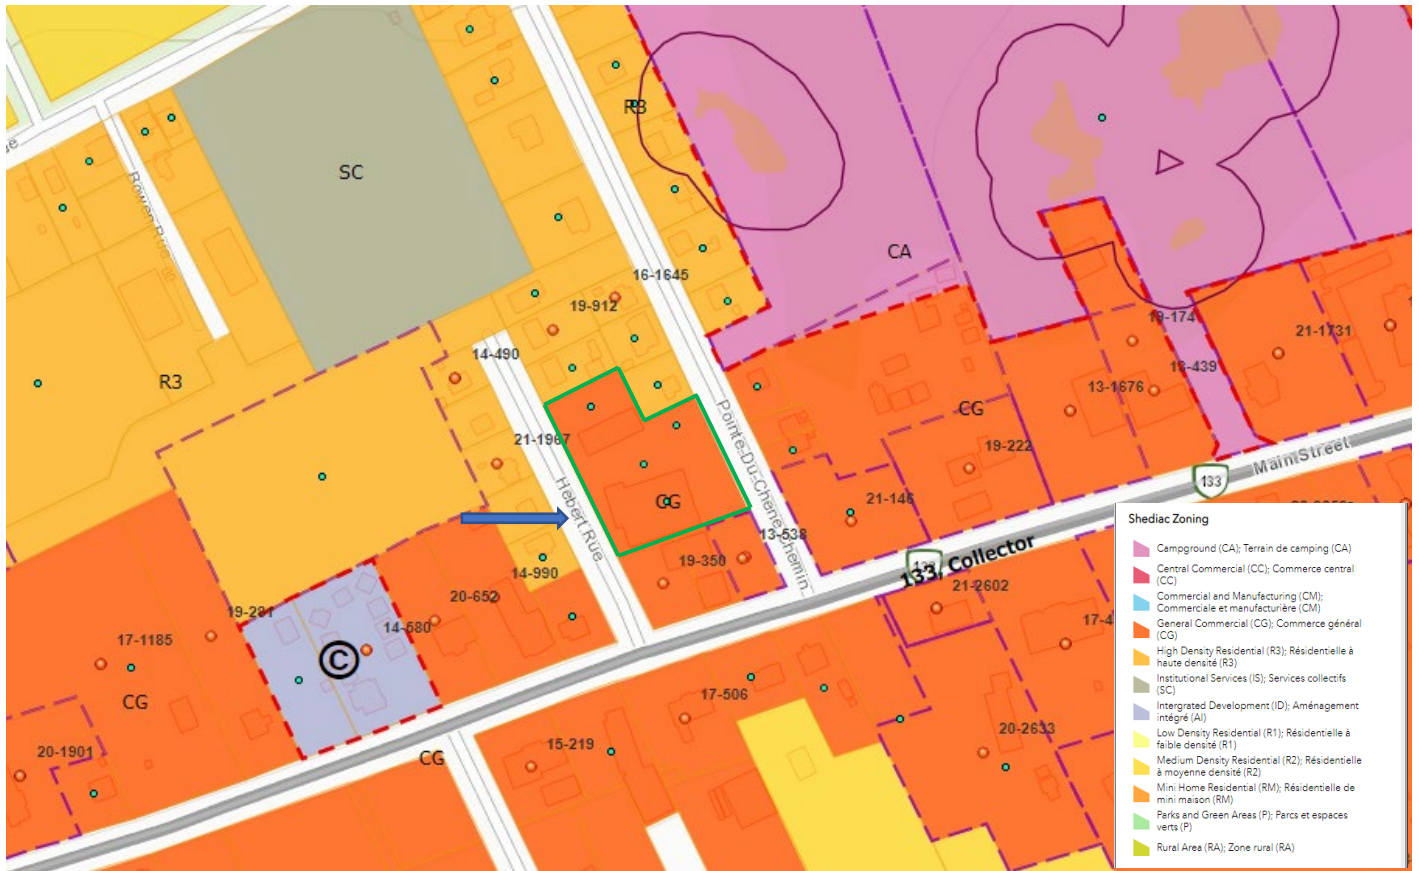 R3
SC
Bowen Rue
16-1645
CA
19-912
19-174
21-1731
14-490
13-439
R3
13-1676
CG
Pointe-Du-Chene Chemin
21-1967
19-222
Main Street
133
Hebert Rue
CG
21-146
13-538
19-350
133, Collector
14-990
21-2602
20-652
19-281
14-580
17-1185
©
CG
17-506
20-1901
15-219
20-2633
CG
Shediac Zoning
Campground (CA); Terrain de camping (CA)
Central Commercial (CC); Commerce central
(CC)
Commercial and Manufacturing (CM);
Commerciale et manufacturière (CM)
General Commercial (CG); Commerce général
(CG)
High Density Residential (R3); Résidentielle à
haute densité (R3)
Institutional Services (IS); Services collectifs
(SC)
Intergrated Development (ID); Aménagement
intégré (AI)
Low Density Residential (R1); Résidentielle à
faible densité (R1)
Medium Density Residential (R2); Résidentielle
à moyenne densité (R2)
Mini Home Residential (RM); Résidentielle de
mini maison (RM)
Parks and Green Areas (P); Parcs et espaces
verts (P)
Rural Area (RA); Zone rural (RA)